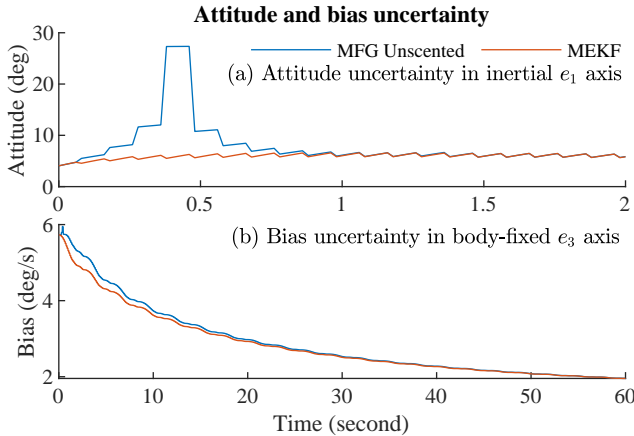 Attitude and bias uncertainty
Attitude (deg)
30
20
10
0
MFG Unscented MEKF
(a) Attitude uncertainty in inertial e₁ axis
0 0.5 1 1.5 2
Bias (deg/s)
6
4
2
(b) Bias uncertainty in body-fixed e₃ axis
0 10 20 30 40 50 60
Time (second)